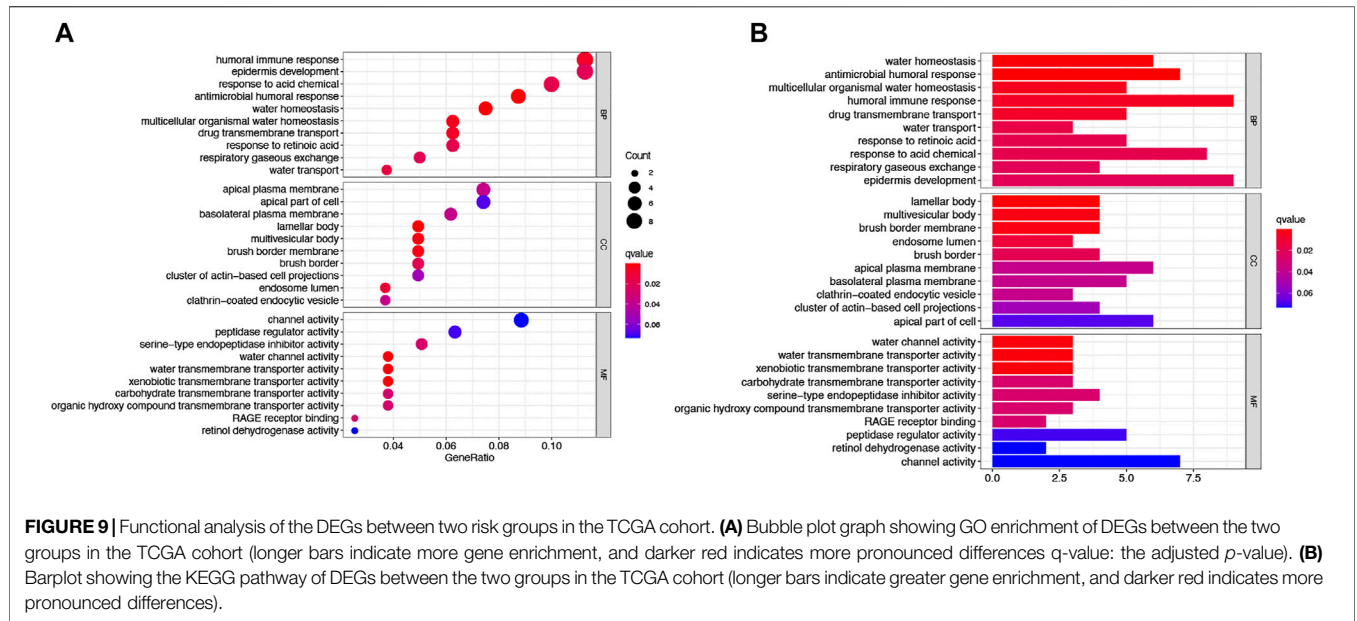 A
humoral immune response
epidermis development
response to acid chemical
antimicrobial humoral response
water homeostasis
multicellular organismal water homeostasis
drug transmembrane transport
response to retinoic acid
respiratory gaseous exchange
water transport
BP
apical plasma membrane
apical part of cell
basolateral plasma membrane
lamellar body
multivesicular body
brush border membrane
brush border
cluster of actin−based cell projections
endosome lumen
clathrin−coated endocytic vesicle
CC
channel activity
peptidase regulator activity
serine−type endopeptidase inhibitor activity
water channel activity
water transmembrane transporter activity
xenobiotic transmembrane transporter activity
carbohydrate transmembrane transporter activity
organic hydroxy compound transmembrane transporter activity
RAGE receptor binding
retinol dehydrogenase activity
MF
0.04 0.06 0.08 0.10
GeneRatio
Count
2
4
6
8
qvalue
0.02
0.04
0.06
B
water homeostasis
antimicrobial humoral response
multicellular organismal water homeostasis
humoral immune response
drug transmembrane transport
water transport
response to retinoic acid
response to acid chemical
respiratory gaseous exchange
epidermis development
BP
lamellar body
multivesicular body
brush border membrane
endosome lumen
brush border
apical plasma membrane
basolateral plasma membrane
clathrin−coated endocytic vesicle
cluster of actin−based cell projections
apical part of cell
CC
water channel activity
water transmembrane transporter activity
xenobiotic transmembrane transporter activity
carbohydrate transmembrane transporter activity
serine−type endopeptidase inhibitor activity
organic hydroxy compound transmembrane transporter activity
RAGE receptor binding
peptidase regulator activity
retinol dehydrogenase activity
channel activity
MF
0.0 2.5 5.0 7.5
qvalue
0.02
0.04
0.06
FIGURE 9 | Functional analysis of the DEGs between two risk groups in the TCGA cohort. (A) Bubble plot graph showing GO enrichment of DEGs between the two
groups in the TCGA cohort (longer bars indicate more gene enrichment, and darker red indicates more pronounced differences q-value: the adjusted p-value). (B)
Barplot showing the KEGG pathway of DEGs between the two groups in the TCGA cohort (longer bars indicate greater gene enrichment, and darker red indicates more
pronounced differences).